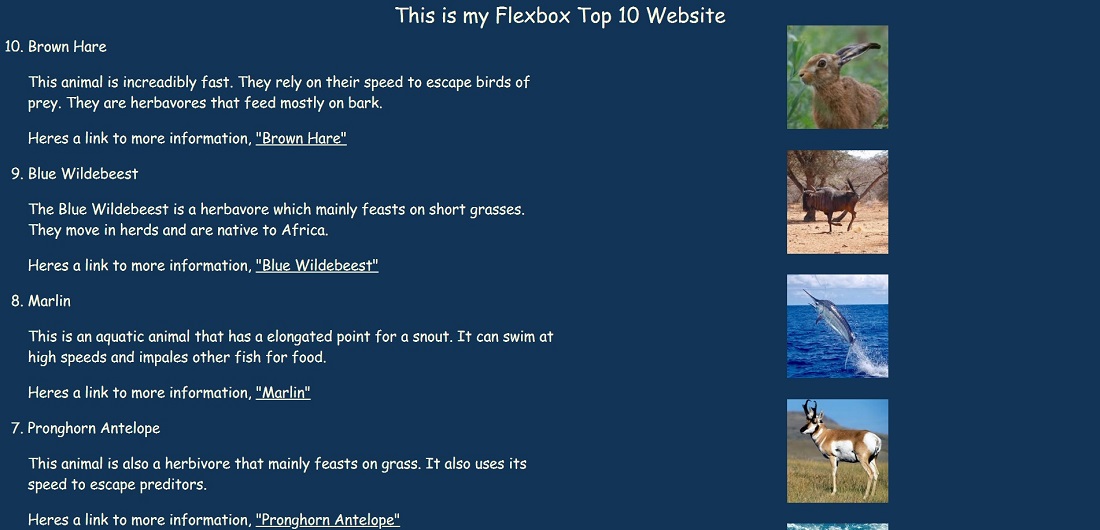 This is my Flexbox Top 10 Website
10. Brown Hare
This animal is increadibly fast. They rely on their speed to escape birds of
prey. They are herbavores that feed mostly on bark.
Heres a link to more information, "Brown Hare"
9. Blue Wildebeest
The Blue Wildebeest is a herbavore which mainly feasts on short grasses.
They move in herds and are native to Africa.
Heres a link to more information, "Blue Wildebeest"
8. Marlin
This is an aquatic animal that has a elongated point for a snout. It can swim at
high speeds and impales other fish for food.
Heres a link to more information, "Marlin"
7. Pronghorn Antelope
This animal is also a herbivore that mainly feasts on grass. It also uses its
speed to escape preditors.
Heres a link to more information, "Pronghorn Antelope"